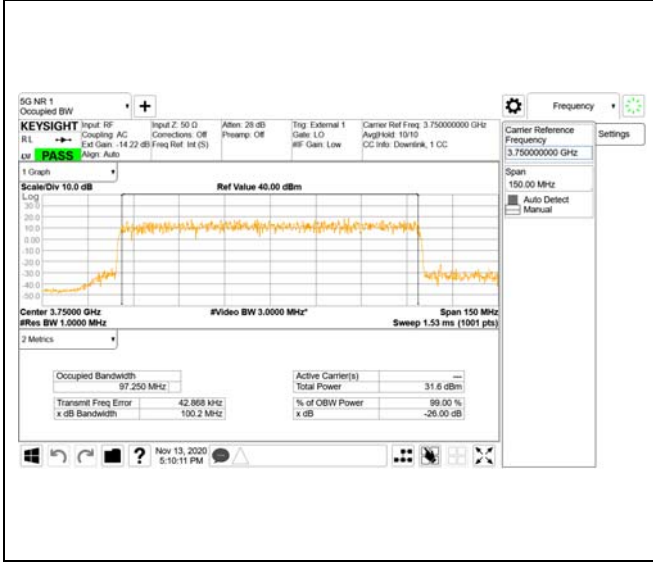 5G NR 1
Occupied BW
Frequency
KEYSIGHT
R L
PASS
Input: RF
Coupling: AC
Ext Gain: -14.22 dB
Align: Auto
Input Z: 50 Ω
Corrections: Off
Freq Ref: Int (S)
Atten: 28 dB
Preamp: Off
Trig: External 1
Gate: LO
#IF Gain: Low
Carrier Ref Freq: 3.750000000 GHz
Avg|Hold: 10/10
CC Info: Downlink, 1 CC
Carrier Reference
Frequency
3.750000000 GHz
Settings
Span
150.00 MHz
Auto Detect
Manual
1 Graph
Scale/Div 10.0 dB
Ref Value 40.00 dBm
Log
30.0
20.0
10.0
0.00
-10.0
-20.0
-30.0
-40.0
-50.0
Center 3.75000 GHz
#Video BW 3.0000 MHz*
Span 150 MHz
#Res BW 1.0000 MHz
Sweep 1.53 ms (1001 pts)
2 Metrics
Occupied Bandwidth
97.250 MHz
Transmit Freq Error
42.868 kHz
x dB Bandwidth
100.2 MHz
Active Carrier(s)
---
Total Power
31.6 dBm
% of OBW Power
99.00 %
x dB
-26.00 dB
?
Nov 13, 2020
5:10:11 PM